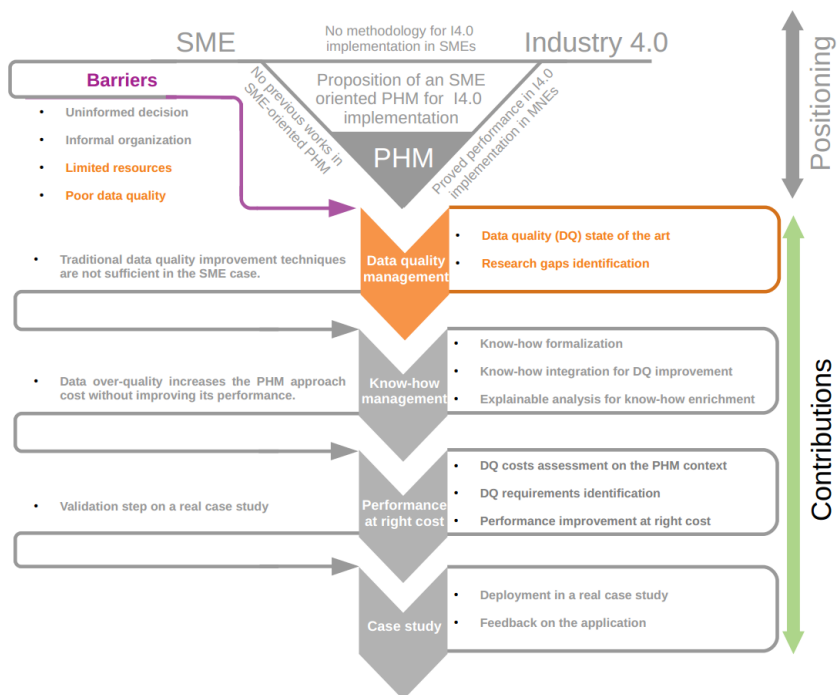 SME
No methodology for I4.0
implementation in SMEs
Industry 4.0
Positioning
Barriers
• Uninformed decision
• Informal organization
• Limited resources
• Poor data quality
No previous works in
SME-oriented PHM
Proposition of an SME
oriented PHM for I4.0
implementation
PHM
Proved performance in I4.0
implementation in MNEs
Contributions
Data quality
management
• Data quality (DQ) state of the art
• Research gaps identification
• Traditional data quality improvement techniques
are not sufficient in the SME case.
Know-how
management
• Know-how formalization
• Know-how integration for DQ improvement
• Explainable analysis for know-how enrichment
• Data over-quality increases the PHM approach
cost without improving its performance.
Performance
at right cost
• DQ costs assessment on the PHM context
• DQ requirements identification
• Performance improvement at right cost
• Validation step on a real case study
Case study
• Deployment in a real case study
• Feedback on the application